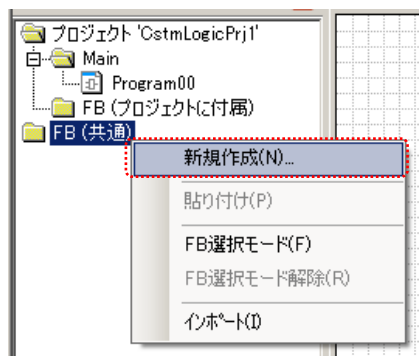 プロジェクト 'CstmLogicPrj1'
Main
Program00
FB (プロジェクトに付属)
FB (共通)
新規作成(N)...
貼り付け(P)
FB選択モード(F)
FB選択モード解除(R)
インポート(I)